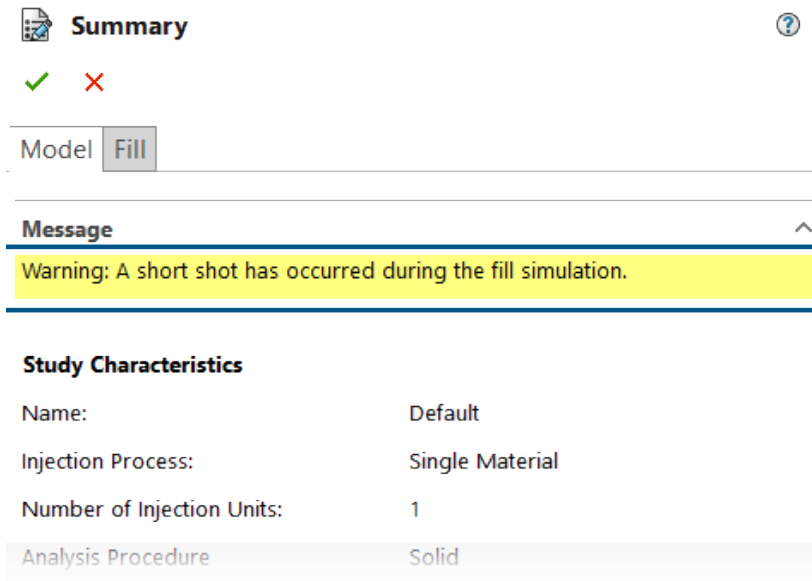 Summary
Model Fill
Message
Warning: A short shot has occurred during the fill simulation.
Study Characteristics
Name: Default
Injection Process: Single Material
Number of Injection Units: 1
Analysis Procedure Solid